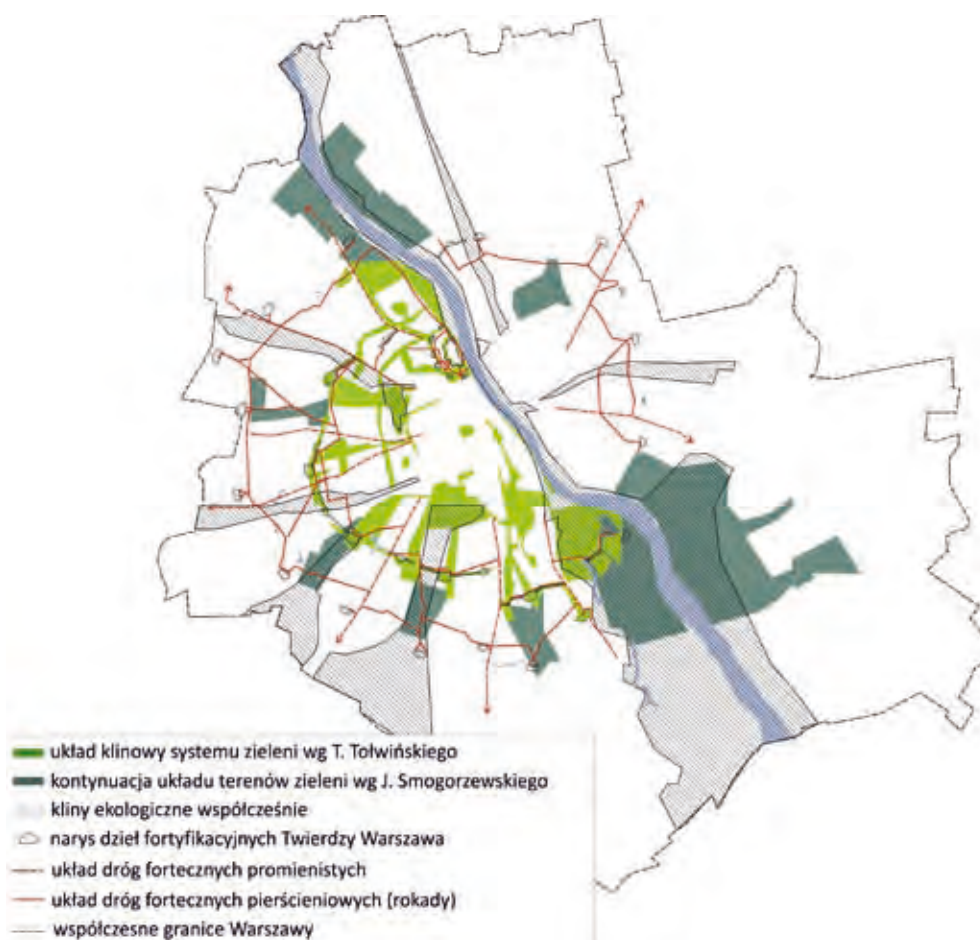 układ klinowy systemu zieleni wg T. Tołwińskiego
kontynuacja układu terenów zieleni wg J. Smogorzewskiego
kliny ekologiczne współcześnie
narys dzieł fortyfikacyjnych Twierdzy Warszawa
układ dróg fortecznych promienistych
układ dróg fortecznych pierścieniowych (rokady)
współczesne granice Warszawy